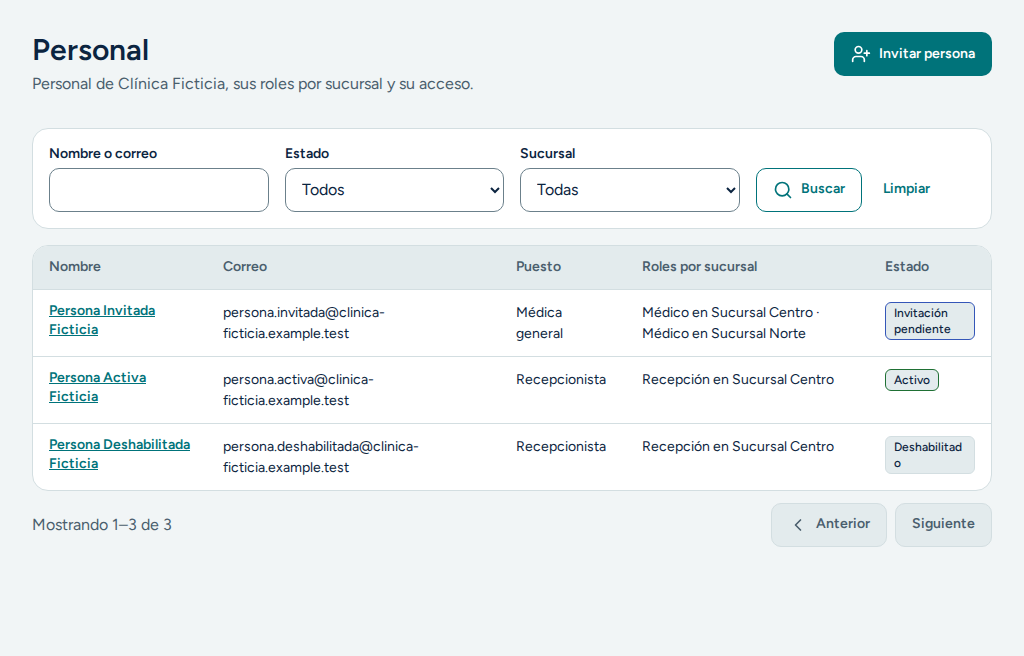 Personal
Invitar persona
Personal de Clínica Ficticia, sus roles por sucursal y su acceso.
Nombre o correo
Estado
Sucursal
Todos
Todas
Buscar
Limpiar
Nombre
Correo
Puesto
Roles por sucursal
Estado
Persona Invitada
Ficticia
persona.invitada@clinica-
ficticia.example.test
Médica
general
Médico en Sucursal Centro ·
Médico en Sucursal Norte
Invitación
pendiente
Persona Activa
Ficticia
persona.activa@clinica-
ficticia.example.test
Recepcionista
Recepción en Sucursal Centro
Activo
Persona Deshabilitada
Ficticia
persona.deshabilitada@clinica-
ficticia.example.test
Recepcionista
Recepción en Sucursal Centro
Deshabilitad
o
Mostrando 1–3 de 3
Anterior
Siguiente